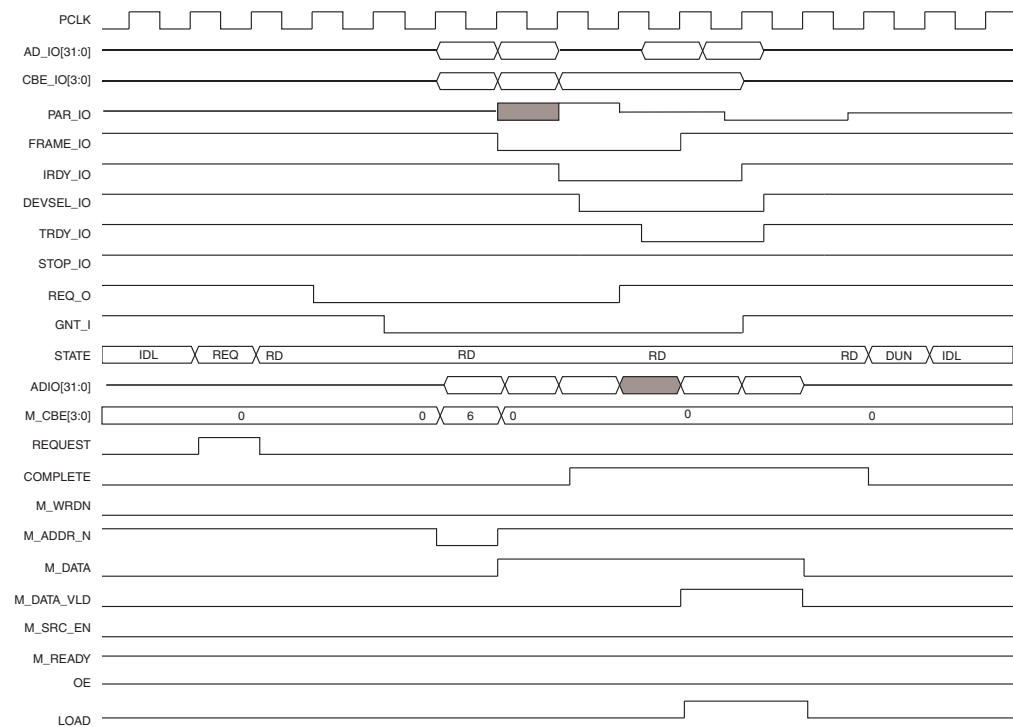 PCLK
AD_IO[31:0]
CBE_IO[3:0]
PAR_IO
FRAME_IO
IRDY_IO
DEVSEL_IO
TRDY_IO
STOP_IO
REQ_O
GNT_I
STATE IDL REQ RD RD RD RD DUN IDL
ADIO[31:0]
M_CBE[3:0] 0 0 6 0 0 0
REQUEST
COMPLETE
M_WRDN
M_ADDR_N
M_DATA
M_DATA_VLD
M_SRC_EN
M_READY
OE
LOAD